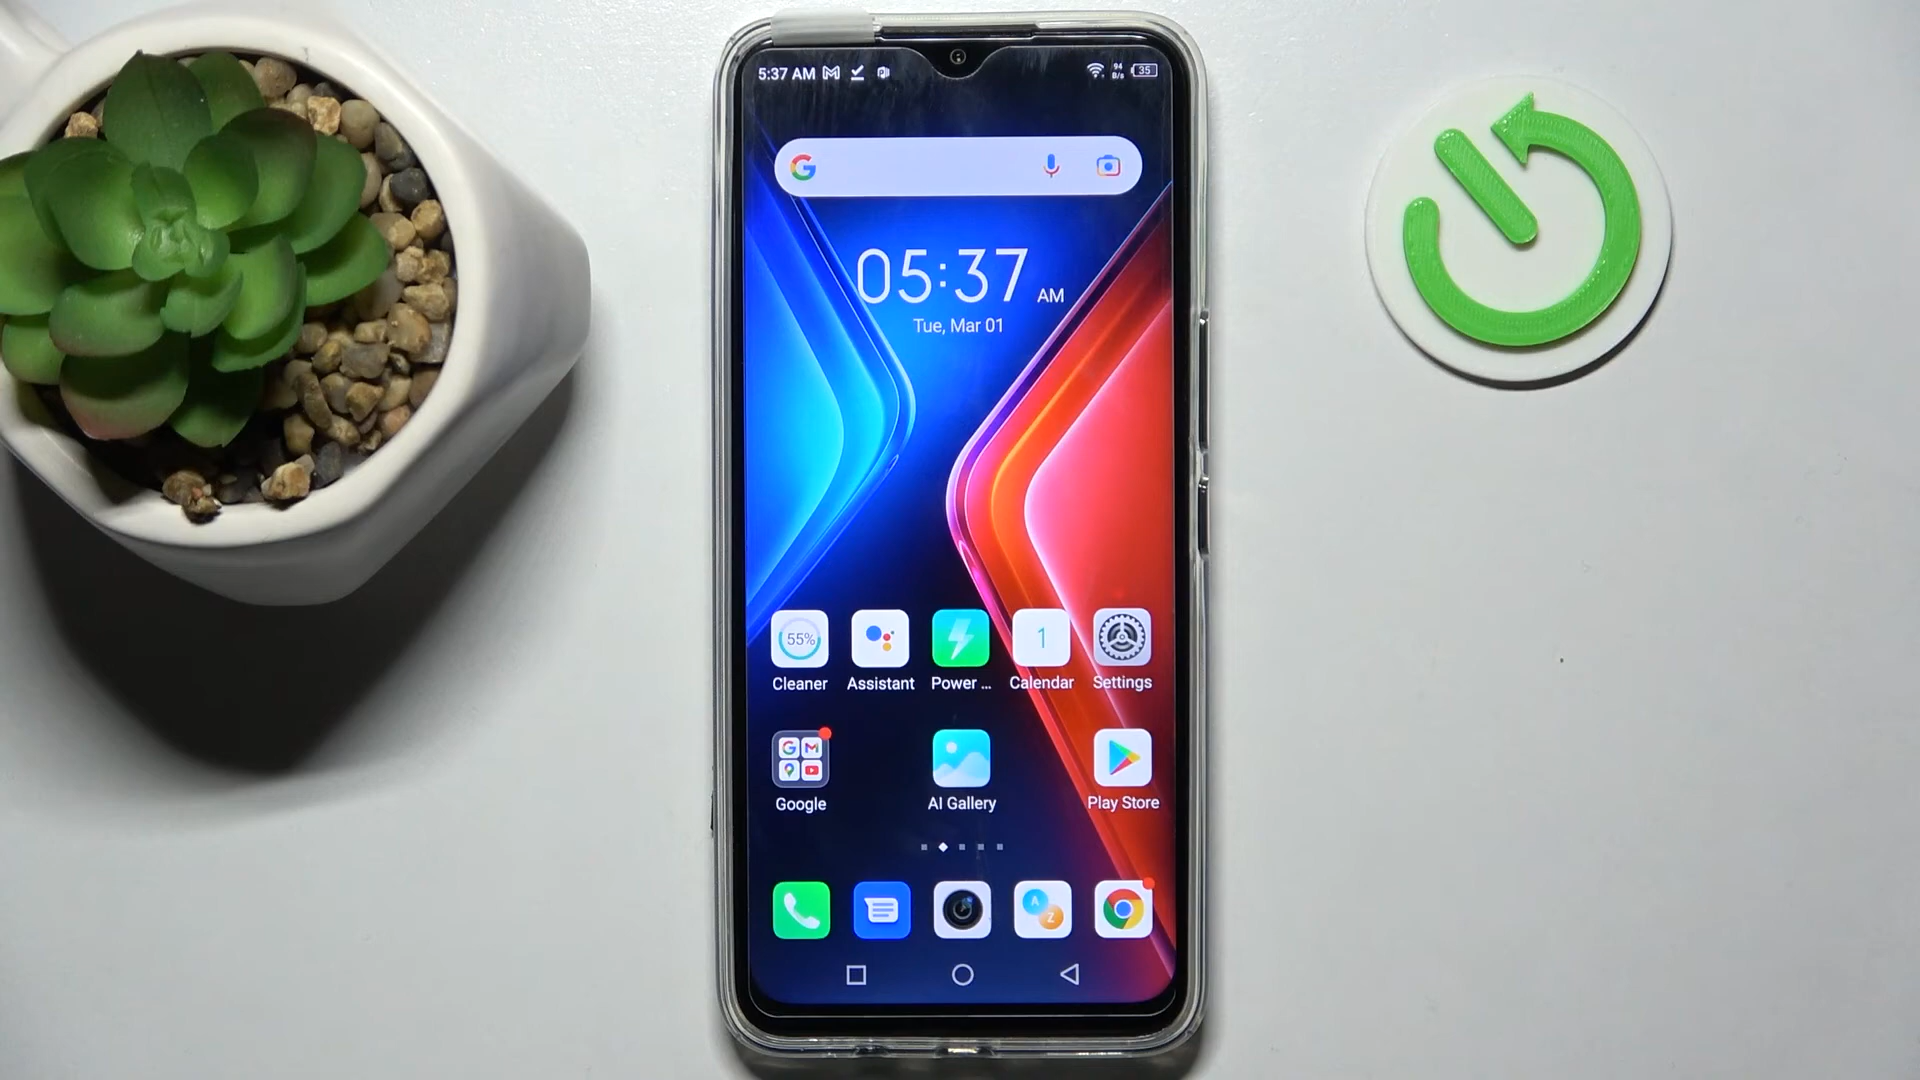 5:37 AM
94
B/s
35
G
05:37 AM
Tue, Mar 01
55%
1
Cleaner
Assistant
Power ...
Calendar
Settings
G M
Google
AI Gallery
Play Store
A
Z